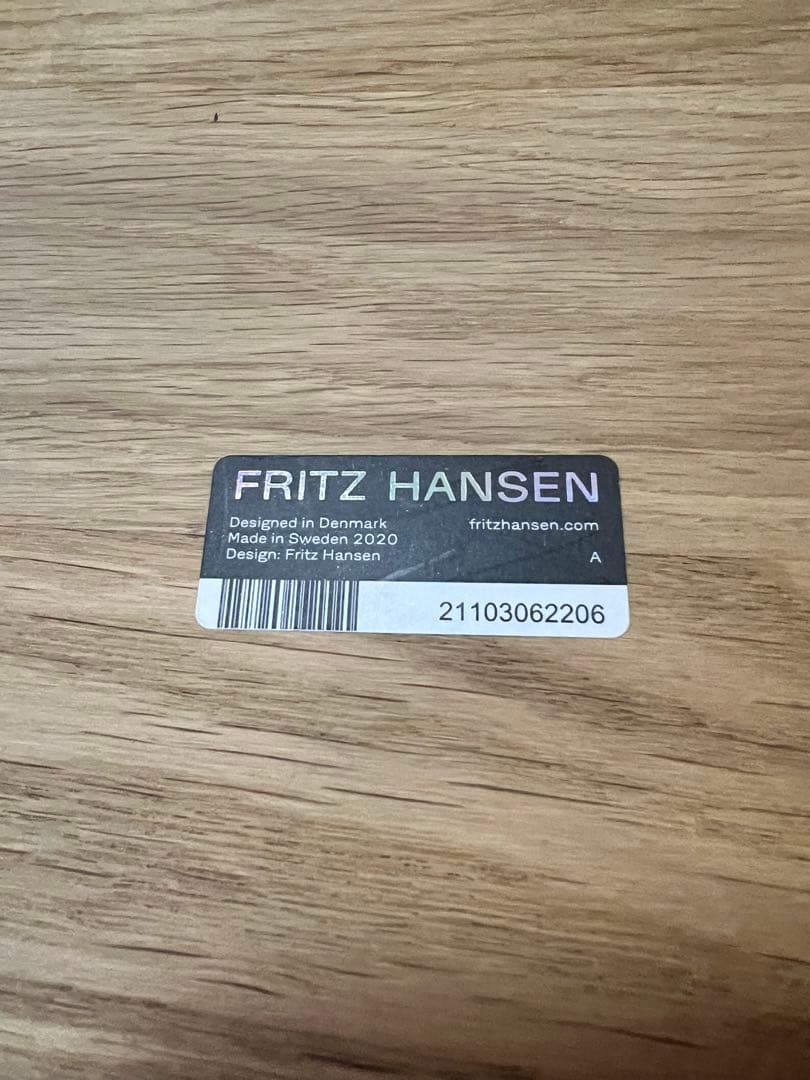 FRITZ HANSEN
Designed in Denmark
Made in Sweden 2020
Design: Fritz Hansen
fritzhansen.com
A
21103062206